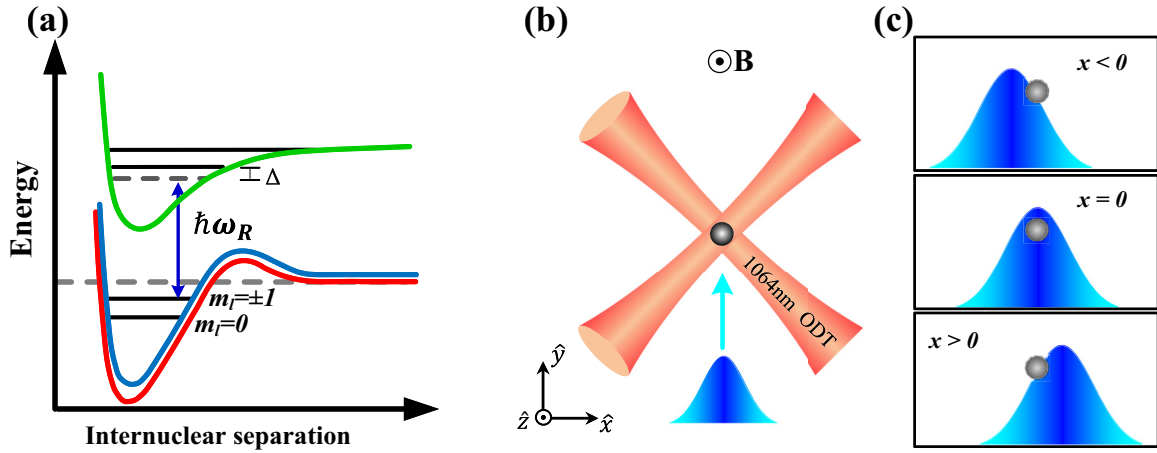 (a)
Energy
Δ
ℏω_R
m_l=±1
m_l=0
Internuclear separation
(b)
⊙B
1064nm ODT
ŷ
ẑ
x̂
(c)
x < 0
x = 0
x > 0